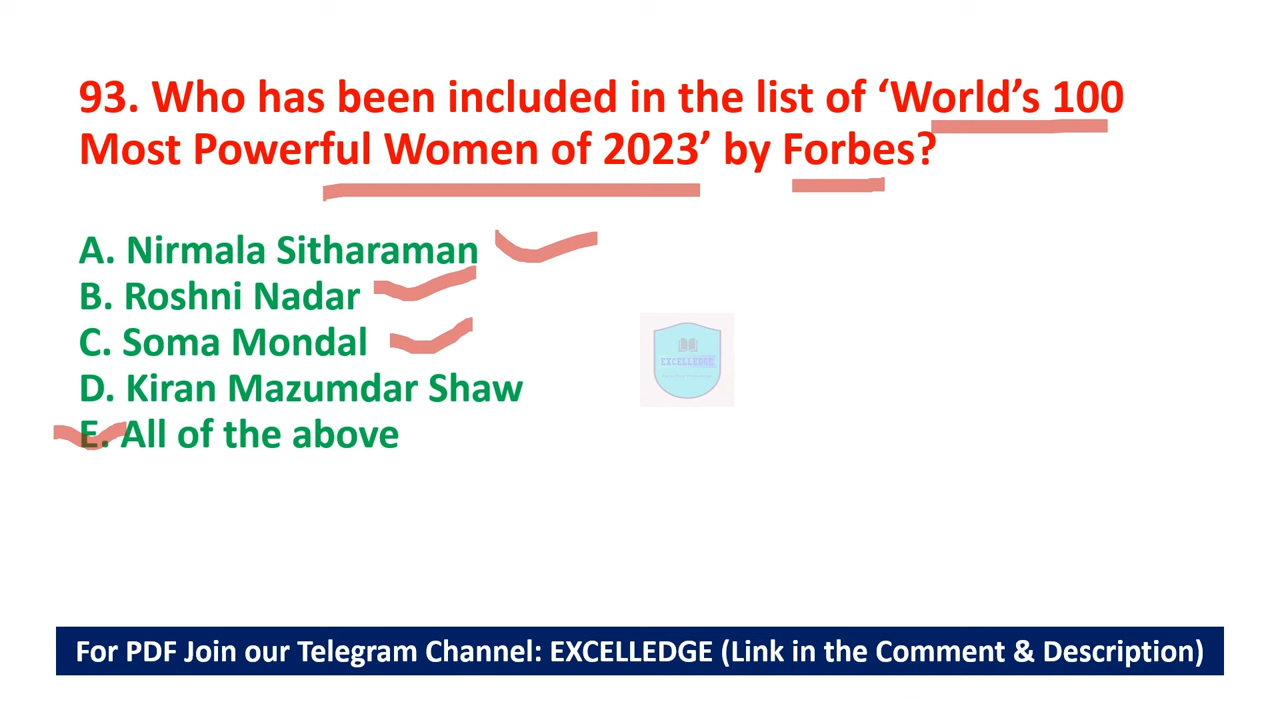 93. Who has been included in the list of ‘World’s 100
Most Powerful Women of 2023’ by Forbes?
A. Nirmala Sitharaman
B. Roshni Nadar
C. Soma Mondal
D. Kiran Mazumdar Shaw
E. All of the above
EXCELLEDGE
For PDF Join our Telegram Channel: EXCELLEDGE (Link in the Comment & Description)